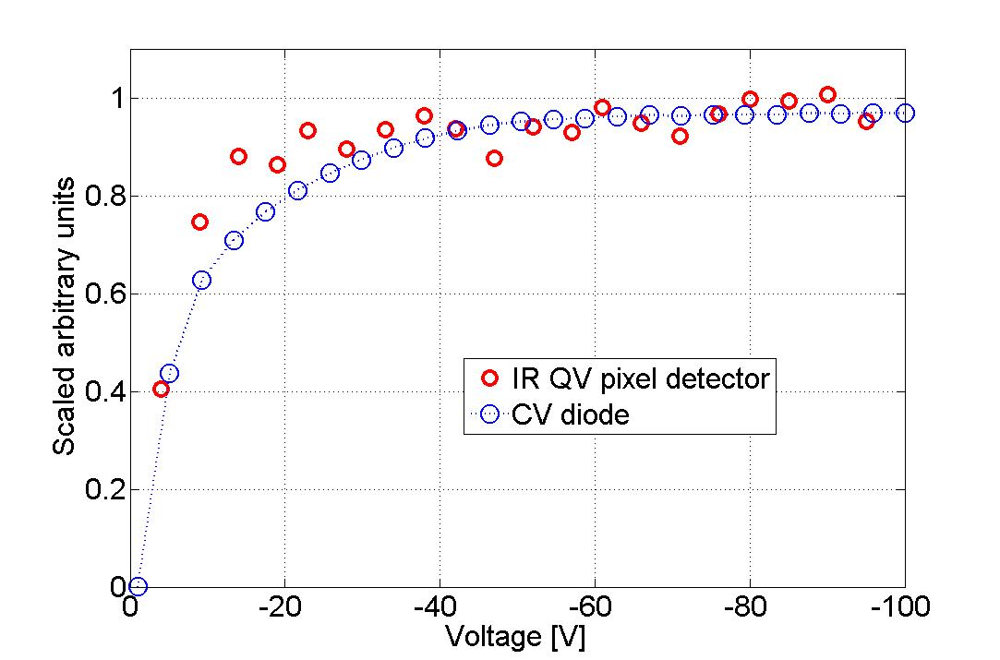 1
0.8
0.6
0.4
0.2
0
Scaled arbitrary units
IR QV pixel detector
CV diode
0 -20 -40 -60 -80 -100
Voltage [V]